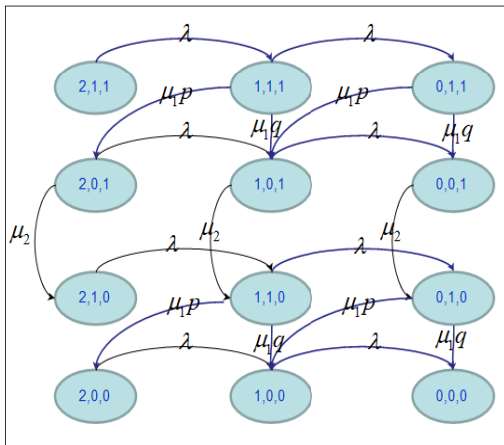 λ λ
2,1,1 1,1,1 0,1,1
μ₁p μ₁p
λ μ₁q λ μ₁q
2,0,1 1,0,1 0,0,1
μ₂ μ₂ μ₂
λ λ
2,1,0 1,1,0 0,1,0
μ₁p μ₁p
λ μ₁q λ μ₁q
2,0,0 1,0,0 0,0,0